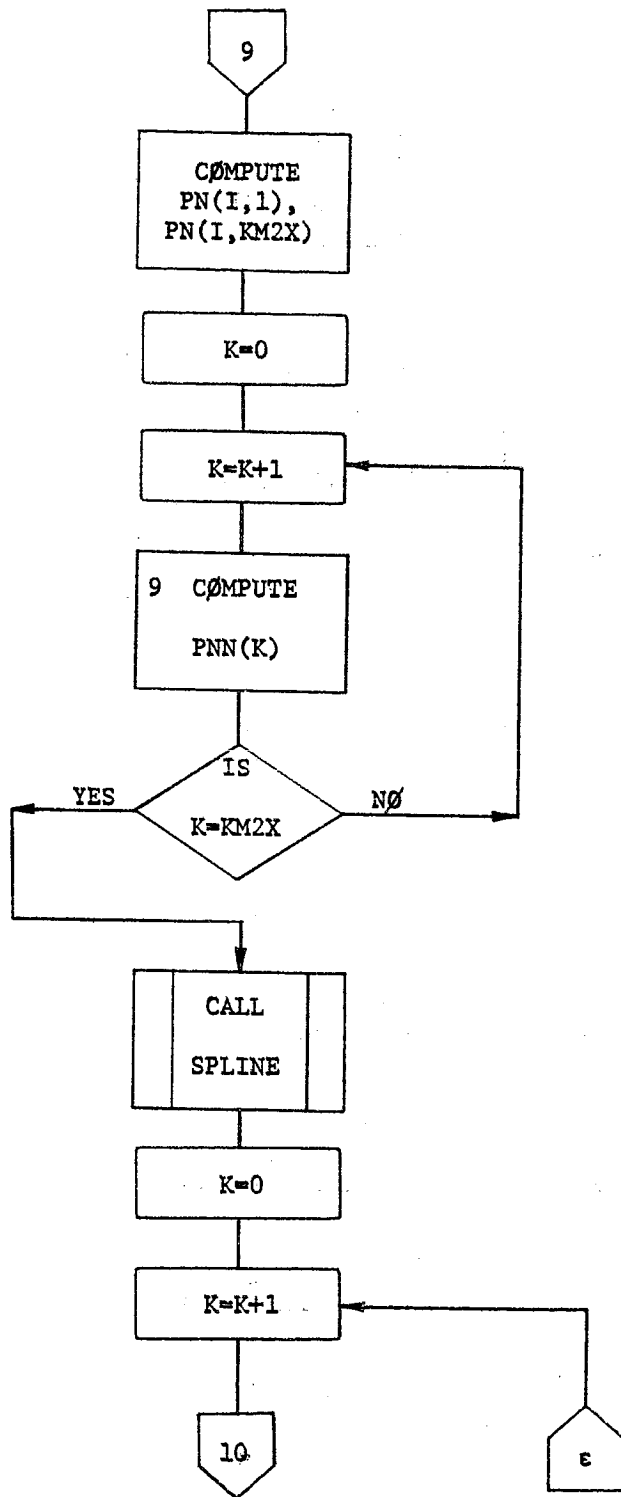 9
CØMPUTE
PN(I,1),
PN(I,KM2X)
K=0
K=K+1
9 CØMPUTE
PNN(K)
IS
YES
NØ
K=KM2X
CALL
SPLINE
K=0
K=K+1
10
ε